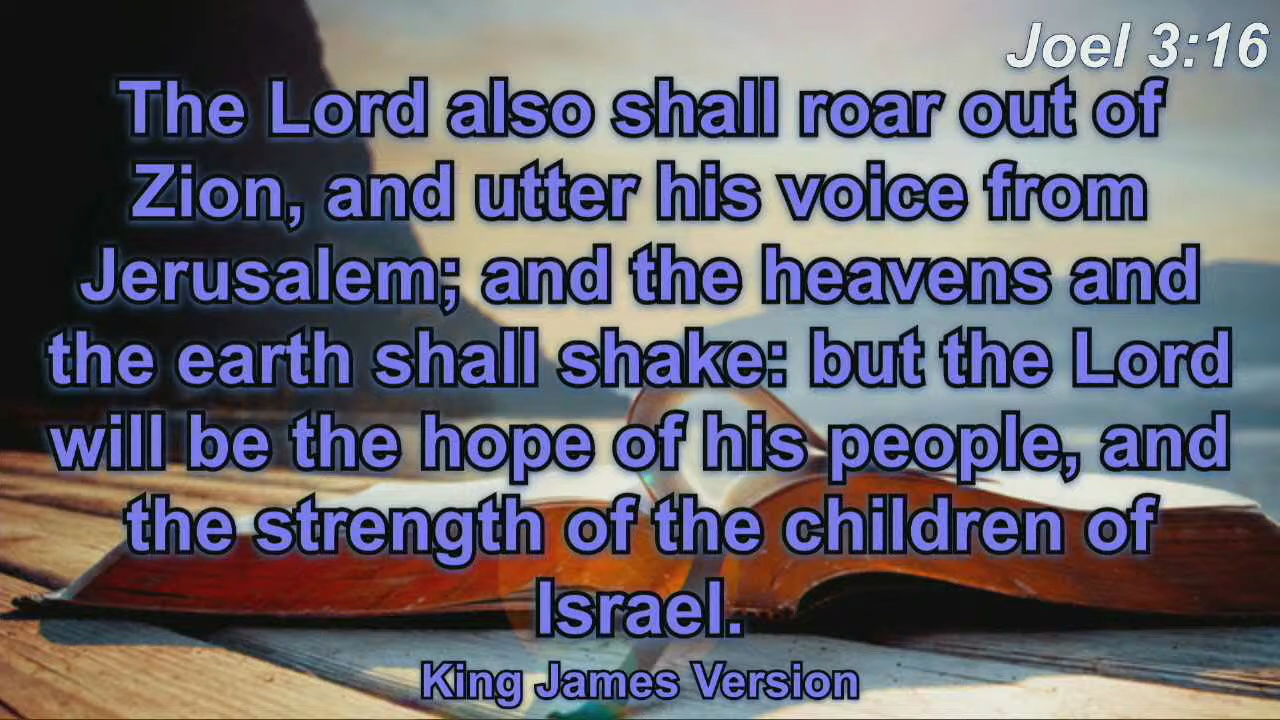 Joel 3:16
The Lord also shall roar out of
Zion, and utter his voice from
Jerusalem; and the heavens and
the earth shall shake: but the Lord
will be the hope of his people, and
the strength of the children of
Israel.
King James Version